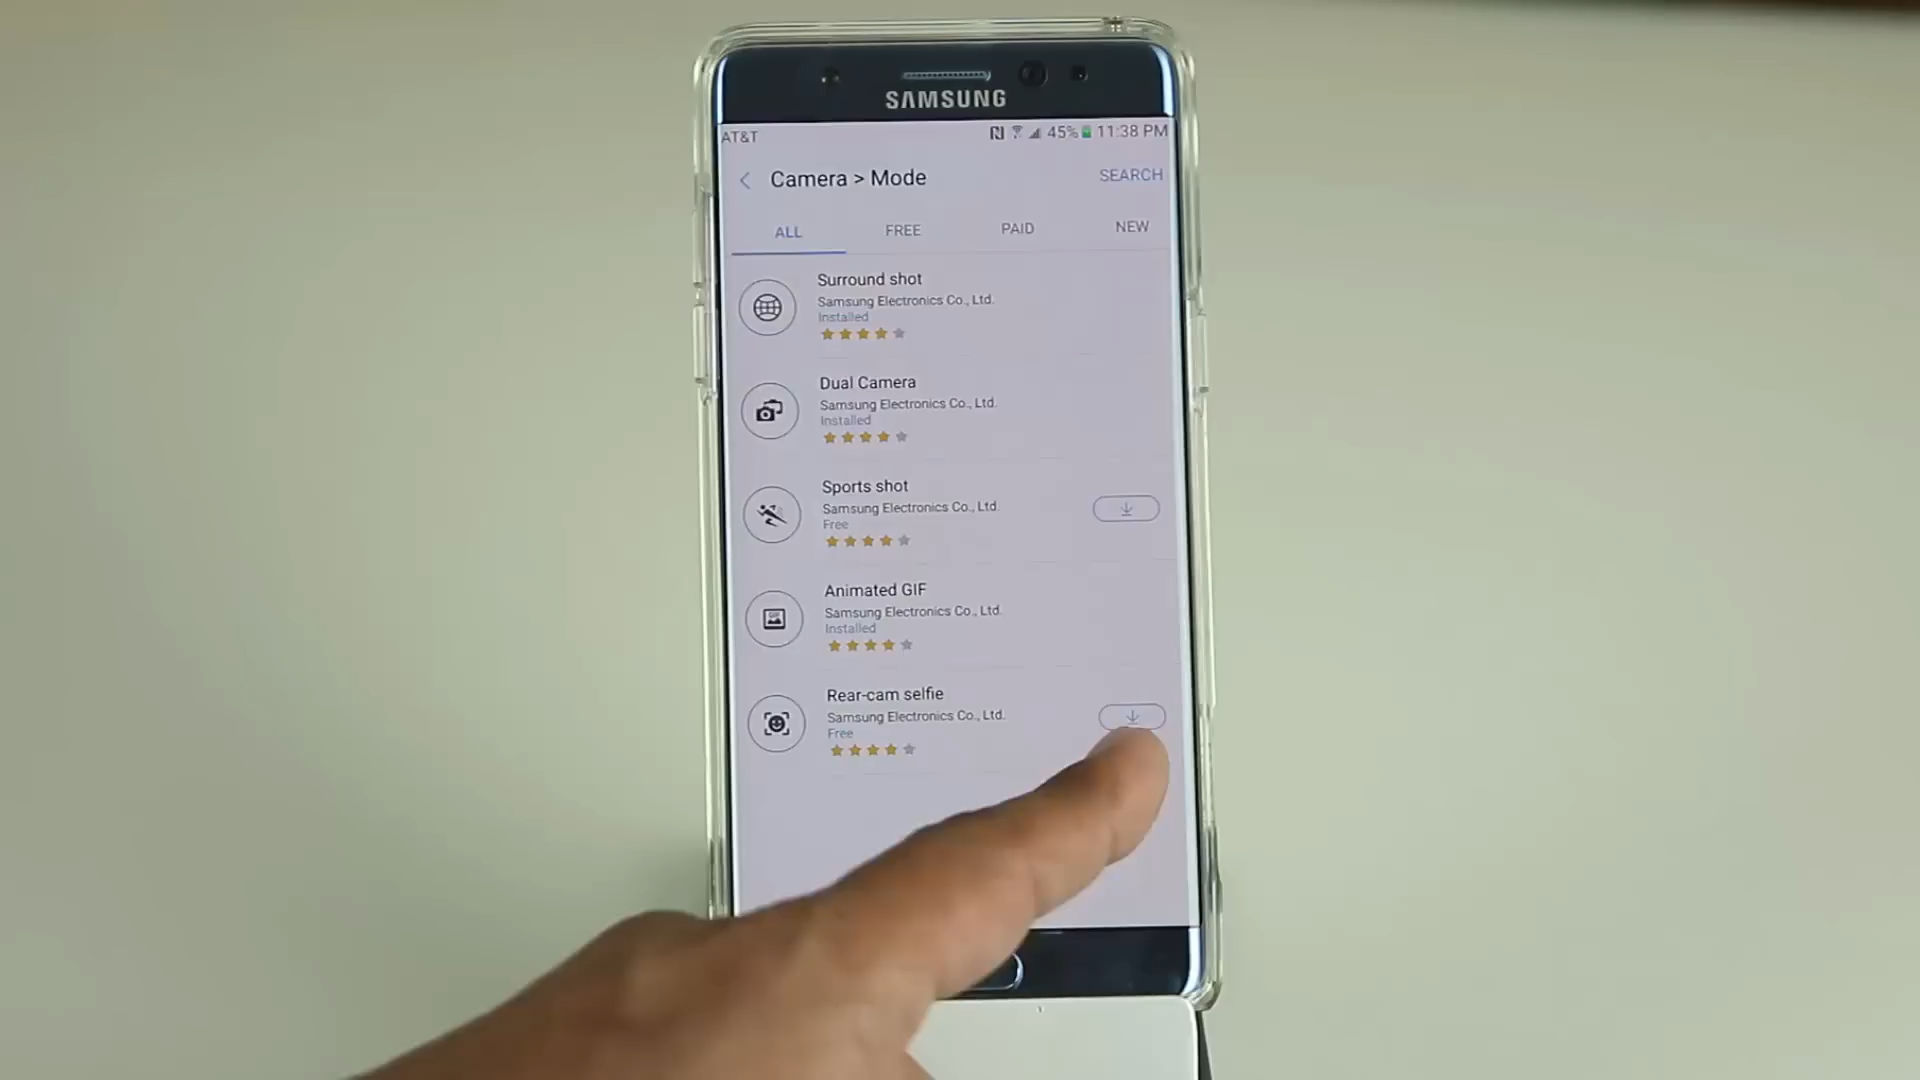 SAMSUNG
AT&T 45% 11:38 PM
Camera > Mode SEARCH
ALL FREE PAID NEW
Surround shot
Samsung Electronics Co., Ltd.
Installed
Dual Camera
Samsung Electronics Co., Ltd.
Installed
Sports shot
Samsung Electronics Co., Ltd.
Free
Animated GIF
Samsung Electronics Co., Ltd.
Installed
Rear-cam selfie
Samsung Electronics Co., Ltd.
Free